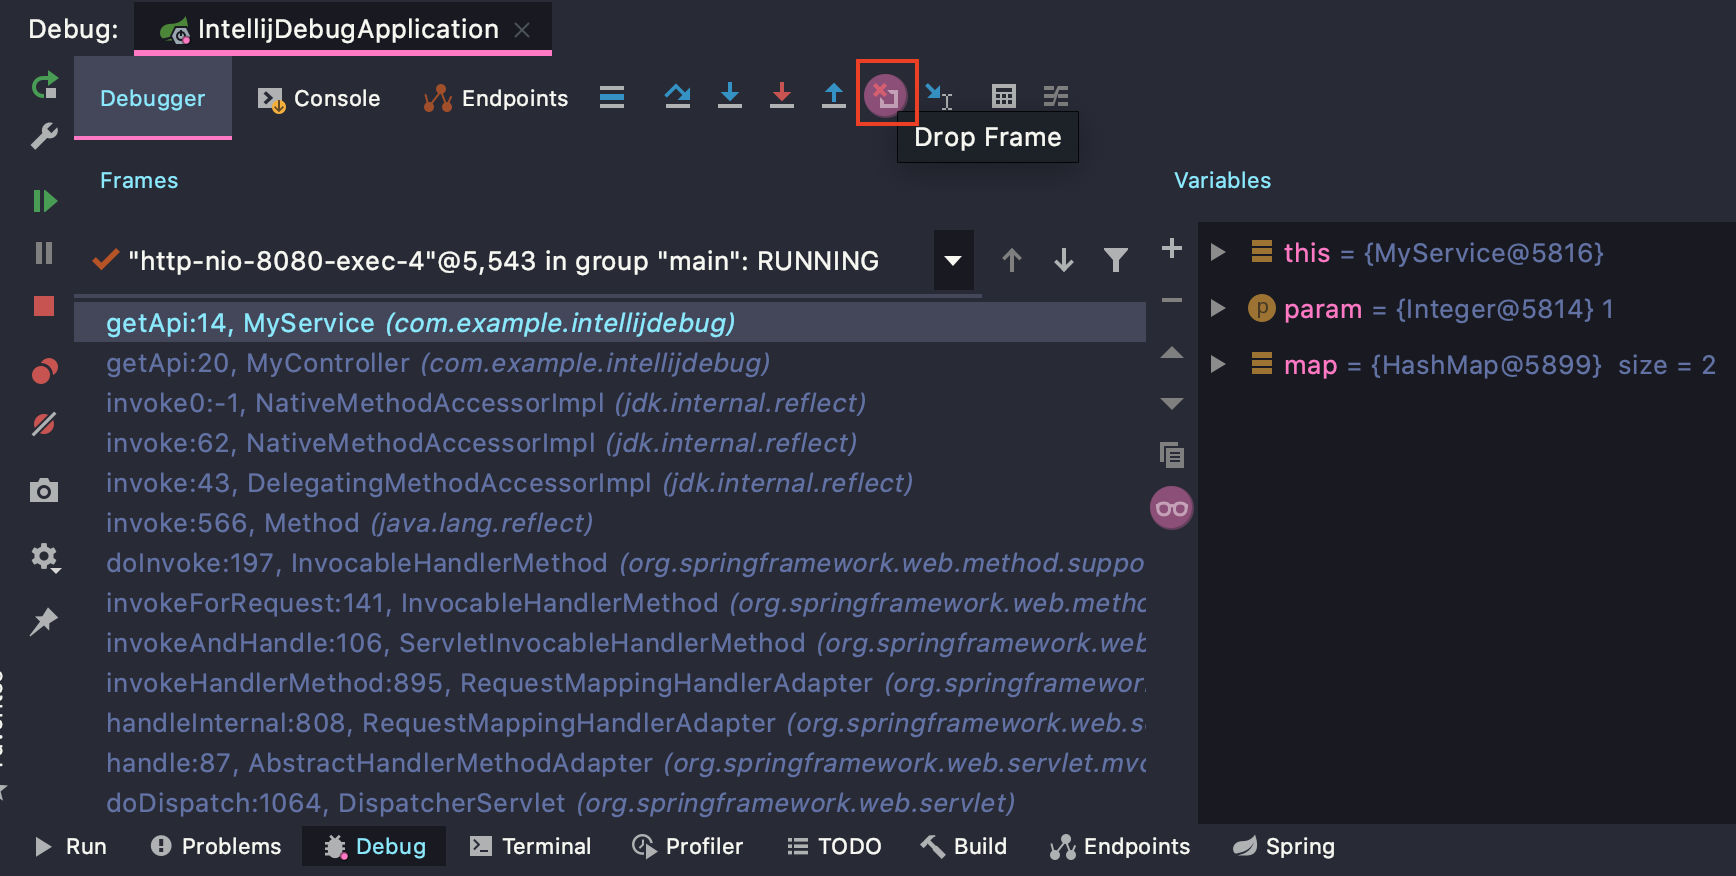 Debug:
IntellijDebugApplication
Debugger
Console
Endpoints
Drop Frame
Frames
Variables
"http-nio-8080-exec-4"@5,543 in group "main": RUNNING
getApi:14, MyService (com.example.intellijdebug)
getApi:20, MyController (com.example.intellijdebug)
invoke0:-1, NativeMethodAccessorImpl (jdk.internal.reflect)
invoke:62, NativeMethodAccessorImpl (jdk.internal.reflect)
invoke:43, DelegatingMethodAccessorImpl (jdk.internal.reflect)
invoke:566, Method (java.lang.reflect)
doInvoke:197, InvocableHandlerMethod (org.springframework.web.method.suppo
invokeForRequest:141, InvocableHandlerMethod (org.springframework.web.metho
invokeAndHandle:106, ServletInvocableHandlerMethod (org.springframework.web
invokeHandlerMethod:895, RequestMappingHandlerAdapter (org.springframewor
handleInternal:808, RequestMappingHandlerAdapter (org.springframework.web.s
handle:87, AbstractHandlerMethodAdapter (org.springframework.web.servlet.mvc
doDispatch:1064, DispatcherServlet (org.springframework.web.servlet)
this = {MyService@5816}
p param = {Integer@5814} 1
map = {HashMap@5899} size = 2
Run
Problems
Debug
Terminal
Profiler
TODO
Build
Endpoints
Spring